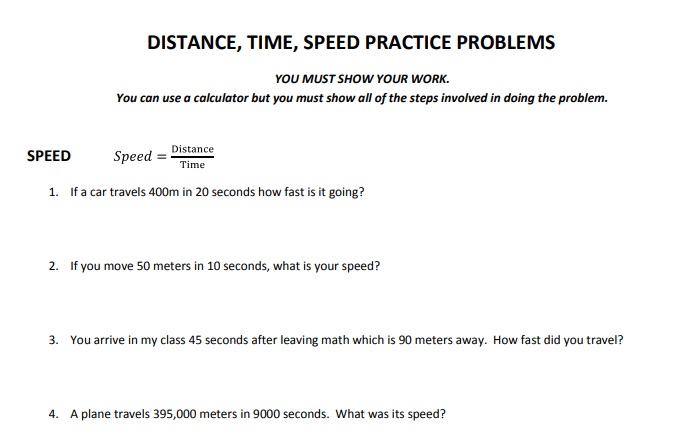 DISTANCE, TIME, SPEED PRACTICE PROBLEMS
YOU MUST SHOW YOUR WORK.
You can use a calculator but you must show all of the steps involved in doing the problem.
SPEED Speed = Distance/Time
1. If a car travels 400m in 20 seconds how fast is it going?
2. If you move 50 meters in 10 seconds, what is your speed?
3. You arrive in my class 45 seconds after leaving math which is 90 meters away. How fast did you travel?
4. A plane travels 395,000 meters in 9000 seconds. What was its speed?